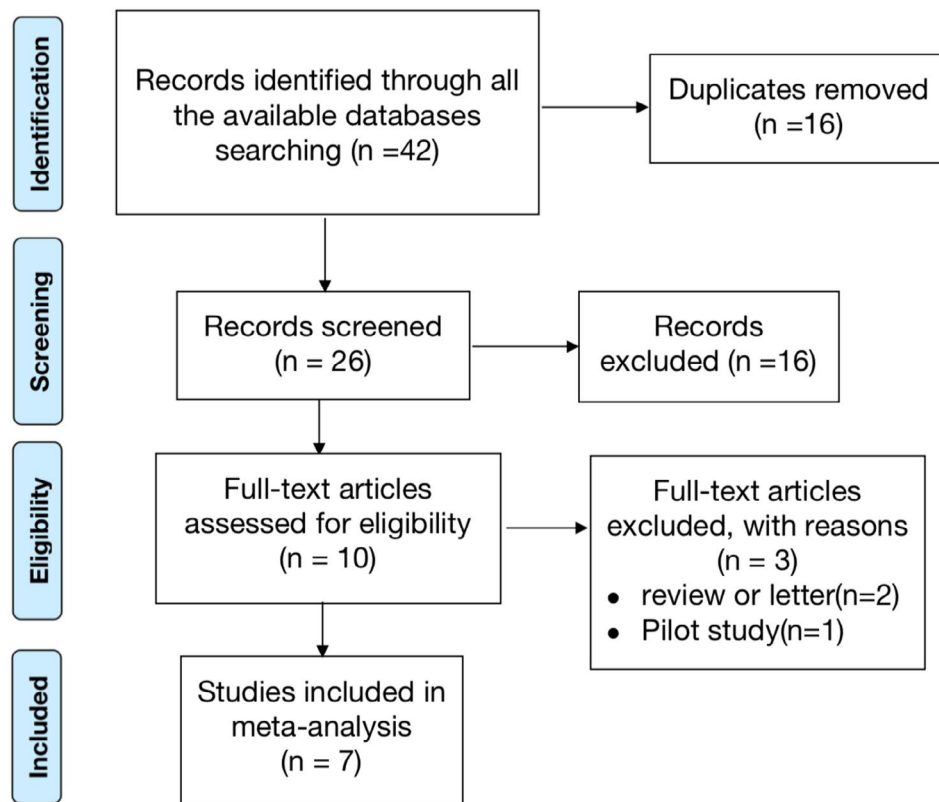 Identification
Records identified through all
the available databases
searching (n =42)
Duplicates removed
(n =16)
Screening
Records screened
(n = 26)
Records
excluded (n =16)
Eligibility
Full-text articles
assessed for eligibility
(n = 10)
Full-text articles
excluded, with reasons
(n = 3)
• review or letter(n=2)
• Pilot study(n=1)
Included
Studies included in
meta-analysis
(n = 7)